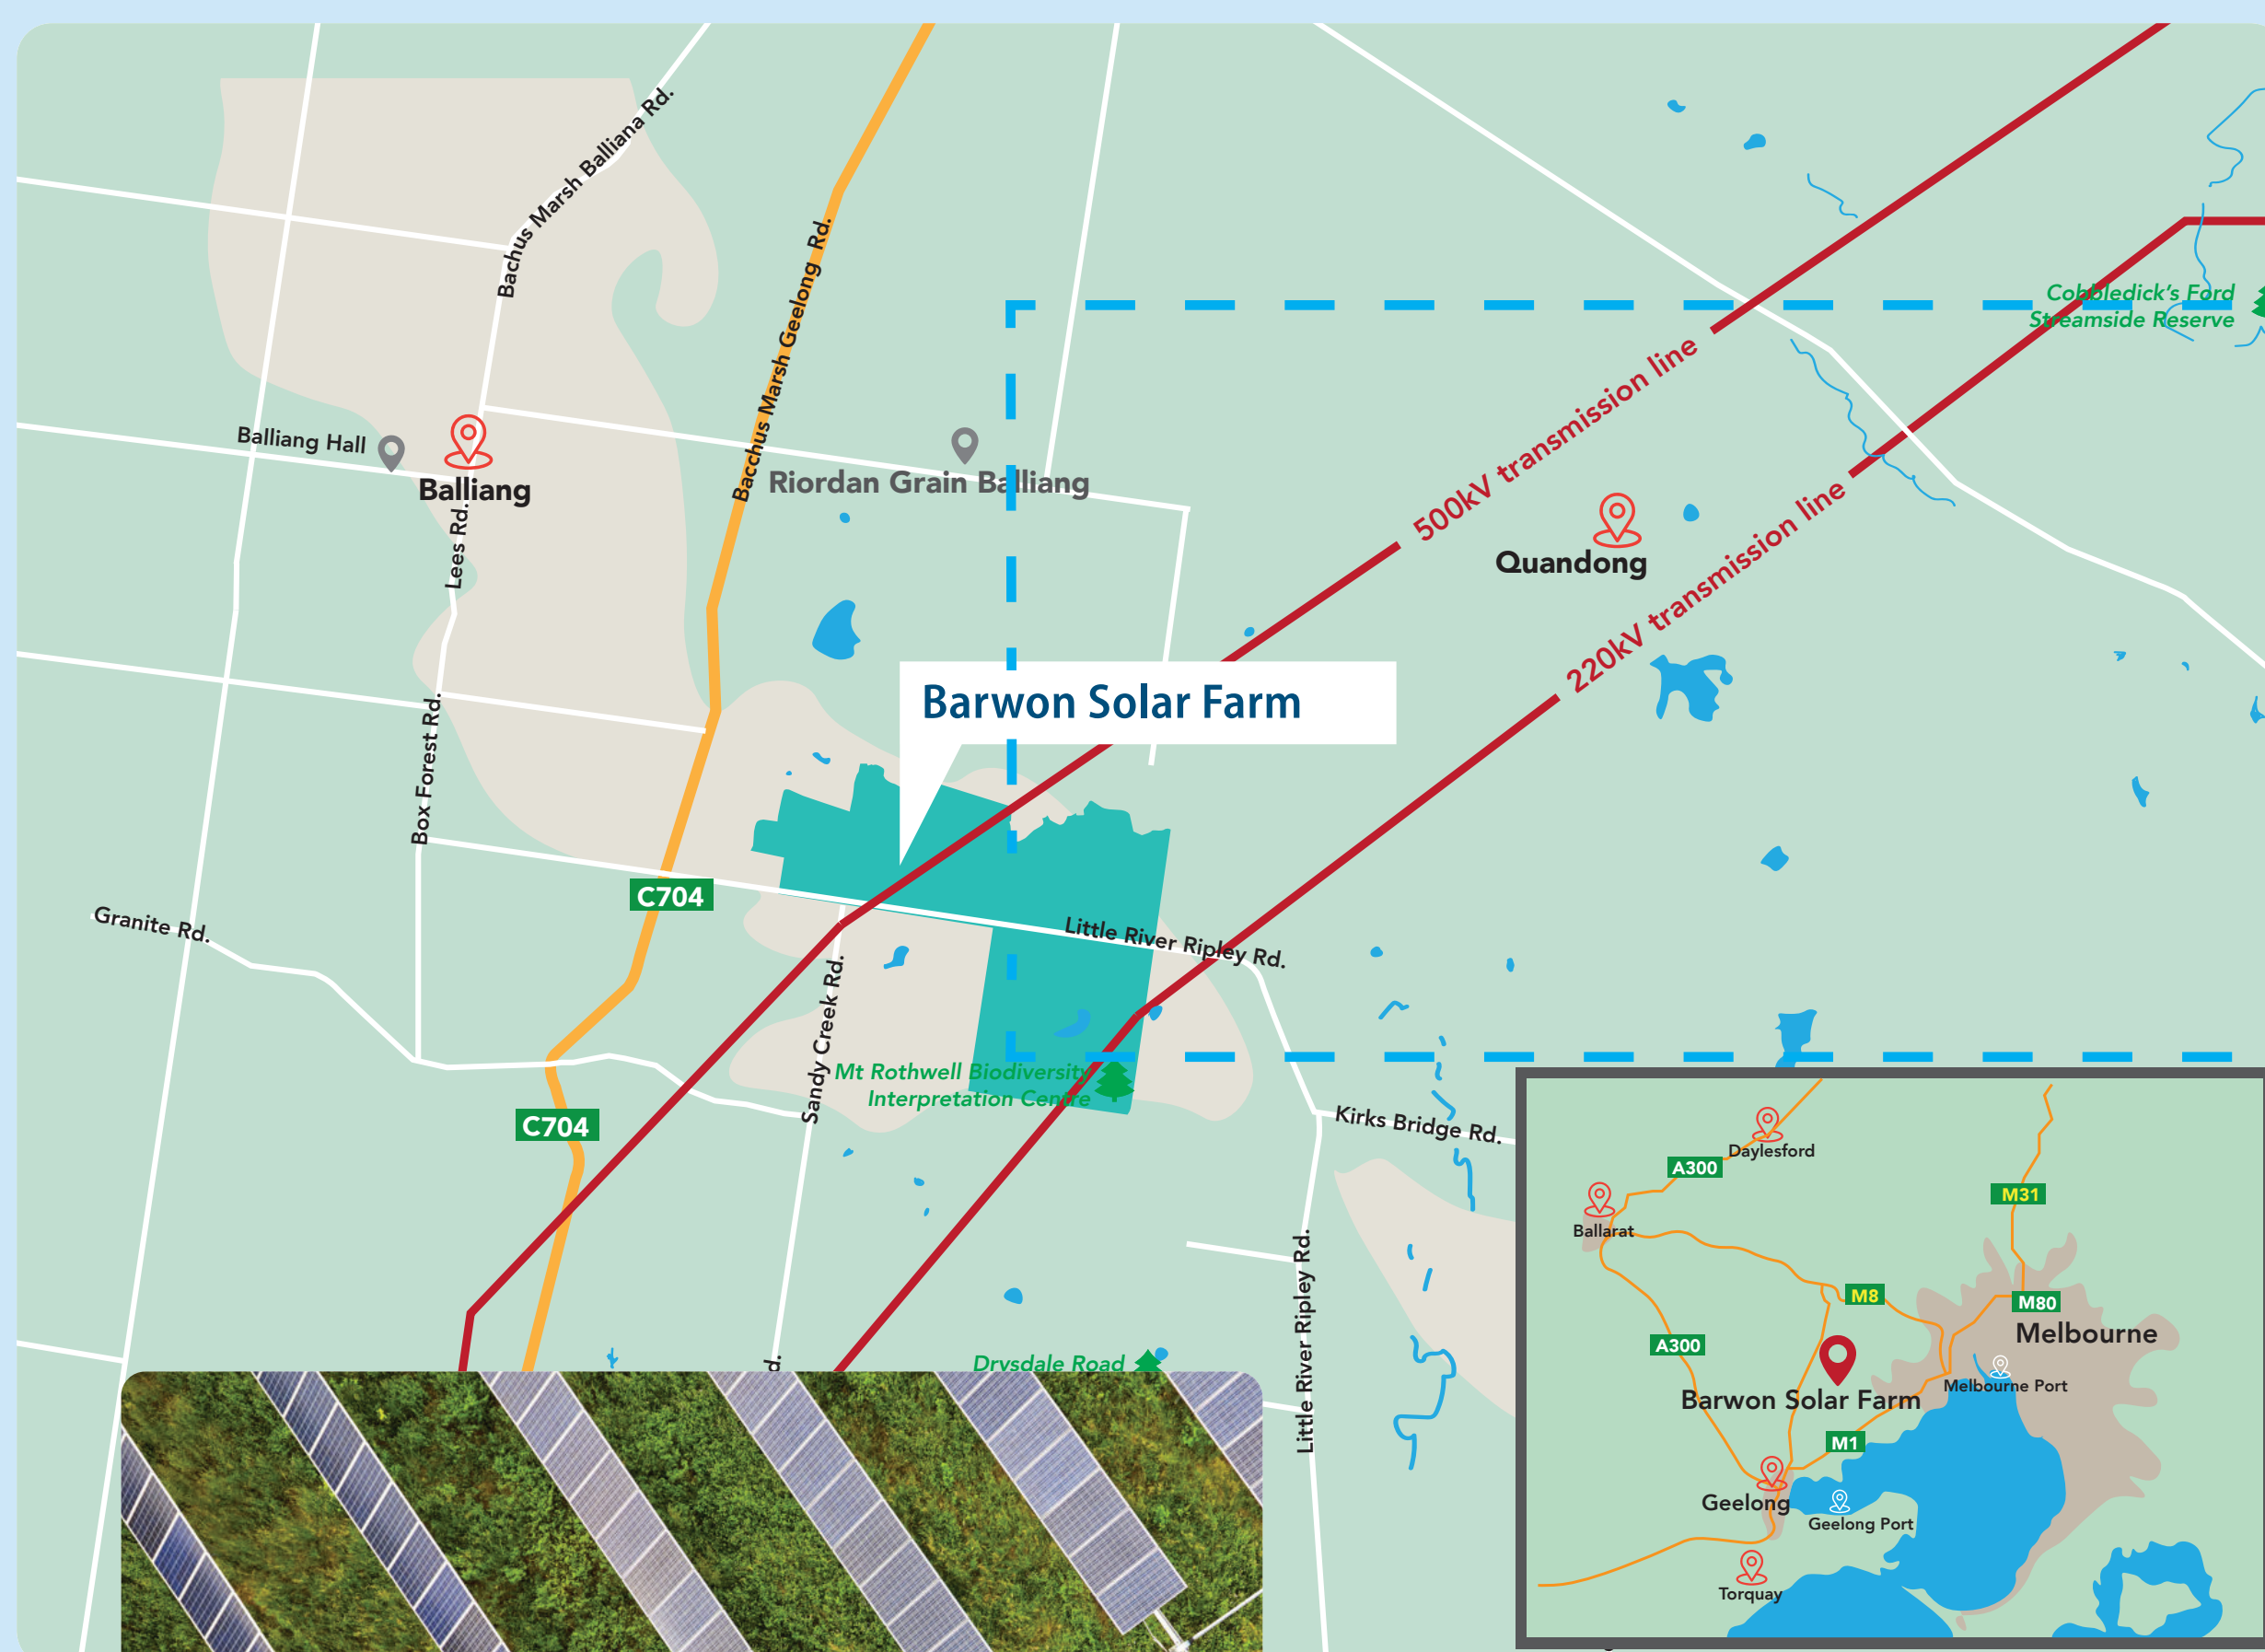 Bachus Marsh Balliana Rd.
Bacchus Marsh Geelong Rd.
Cobbledick's Ford
Streamside Reserve
Balliang Hall
Balliang
Riordan Grain Balliang
500kV transmission line
Quandong
Lees Rd.
220kV transmission line
Barwon Solar Farm
Box Forest Rd.
C704
Granite Rd.
Little River Ripley Rd.
Sandy Creek Rd.
Mt Rothwell Biodiversity
Interpretation Centre
C704
Kirks Bridge Rd.
Little River Ripley Rd.
Drysdale Road
d.
Daylesford
A300
M31
Ballarat
M8
M80
Melbourne
A300
Melbourne Port
Barwon Solar Farm
M1
Geelong
Geelong Port
Torquay